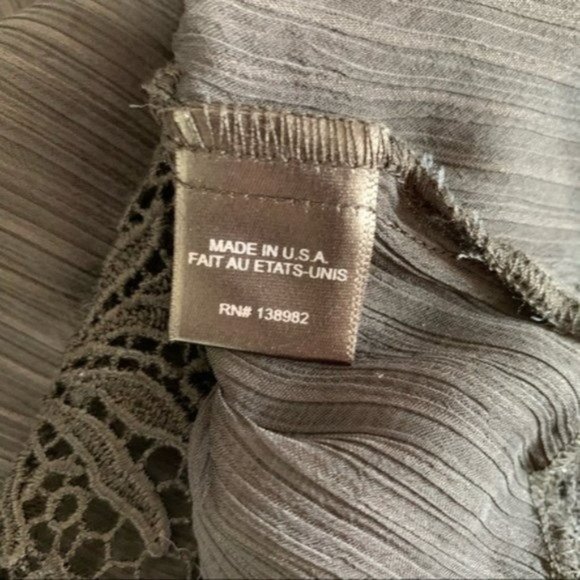 MADE IN U.S.A.
FAIT AU ETATS-UNIS
RN# 138982